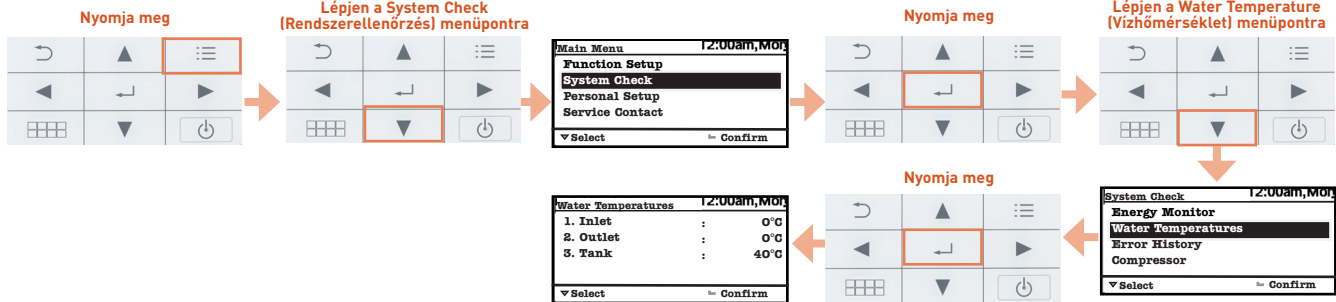 Nyomja meg
Lépjen a System Check
(Rendszerellenőrzés) menüpontra
Main Menu 12:00am,Mon
Function Setup
System Check
Personal Setup
Service Contact
Select Confirm
Nyomja meg
Lépjen a Water Temperature
(Vízhőmérséklet) menüpontra
System Check 12:00am,Mon
Energy Monitor
Water Temperatures
Error History
Compressor
Select Confirm
Nyomja meg
Water Temperatures 12:00am,Mon
1. Inlet : 0°C
2. Outlet : 0°C
3. Tank : 40°C
Select Confirm